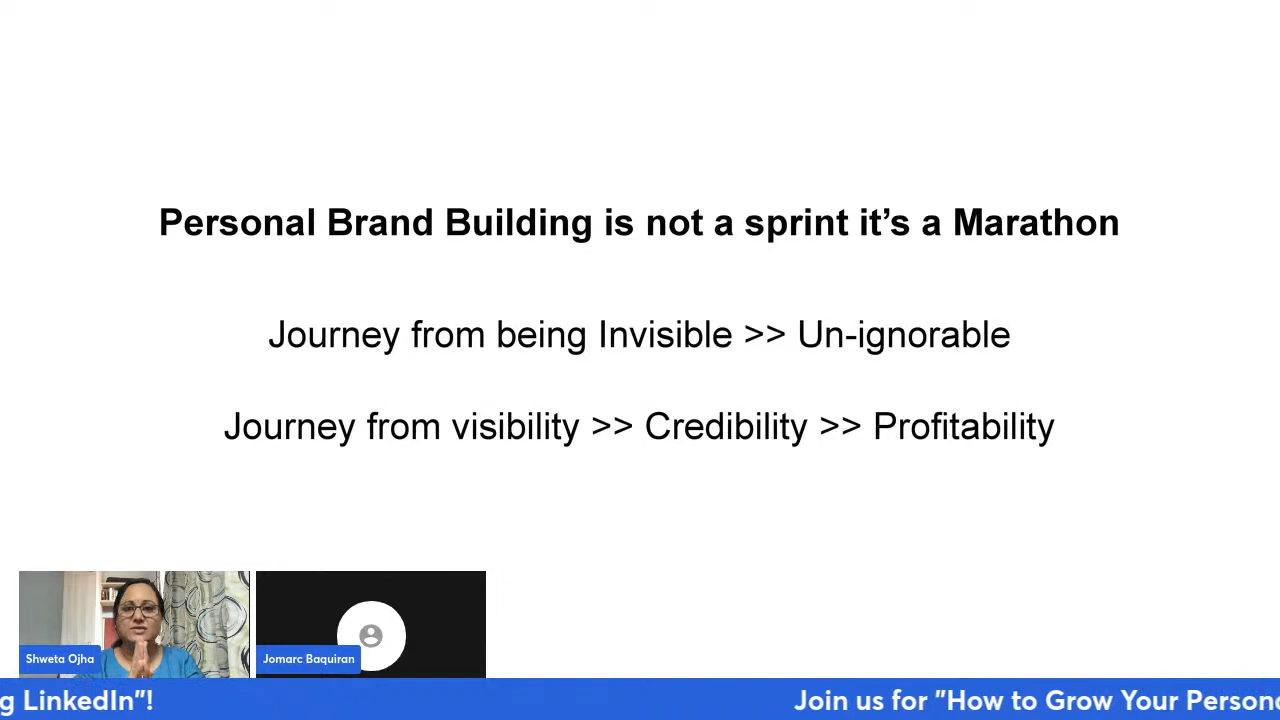 Personal Brand Building is not a sprint it’s a Marathon
Journey from being Invisible >> Un-ignorable
Journey from visibility >> Credibility >> Profitability
Shweta Ojha
Jomarc Baquiran
g LinkedIn"!
Join us for "How to Grow Your Persona